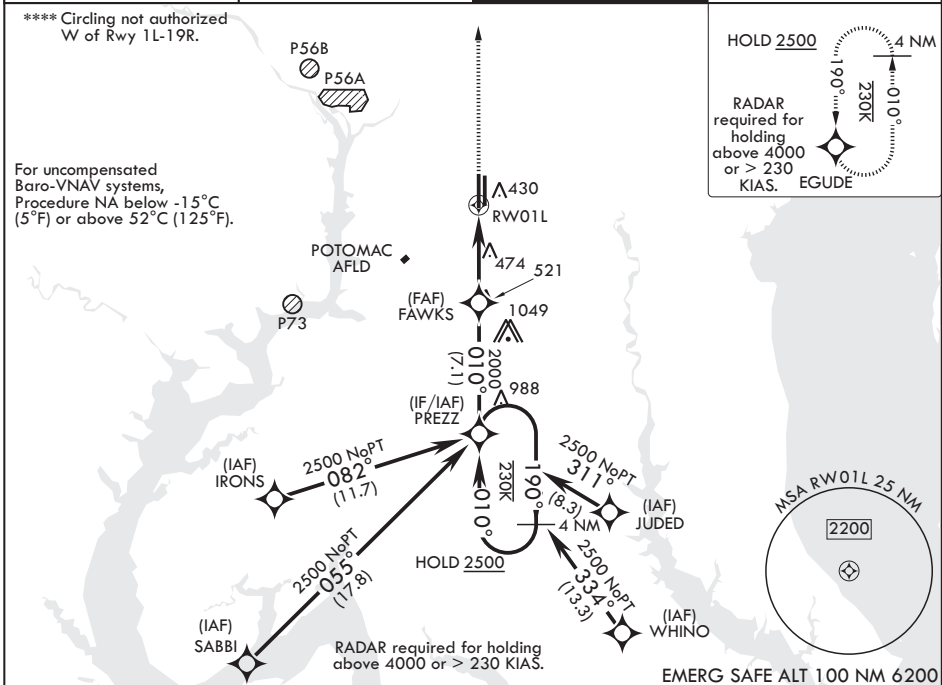 **** Circling not authorized
W of Rwy 1L-19R.
P56B
P56A
HOLD 2500
4 NM
190°
230K
010°
RADAR
required for
holding
above 4000
or > 230
KIAS.
EGUDE
For uncompensated
Baro-VNAV systems,
Procedure NA below -15°C
(5°F) or above 52°C (125°F).
430
RW01L
POTOMAC
AFLD
474
521
(FAF)
FAWKS
1049
P73
2000
010°
(7.1)
988
(IF/IAF)
PREZZ
2500 NoPT
082°
(11.7)
(IAF)
IRONS
2500 NoPT
311°
(8.3)
(IAF)
JUDED
230K
190°
010°
4 NM
HOLD 2500
2500 NoPT
055°
(17.8)
2500 NoPT
334°
(13.3)
(IAF)
SABBI
(IAF)
WHINO
RADAR required for holding
above 4000 or > 230 KIAS.
MSA RW01L 25 NM
2200
EMERG SAFE ALT 100 NM 6200